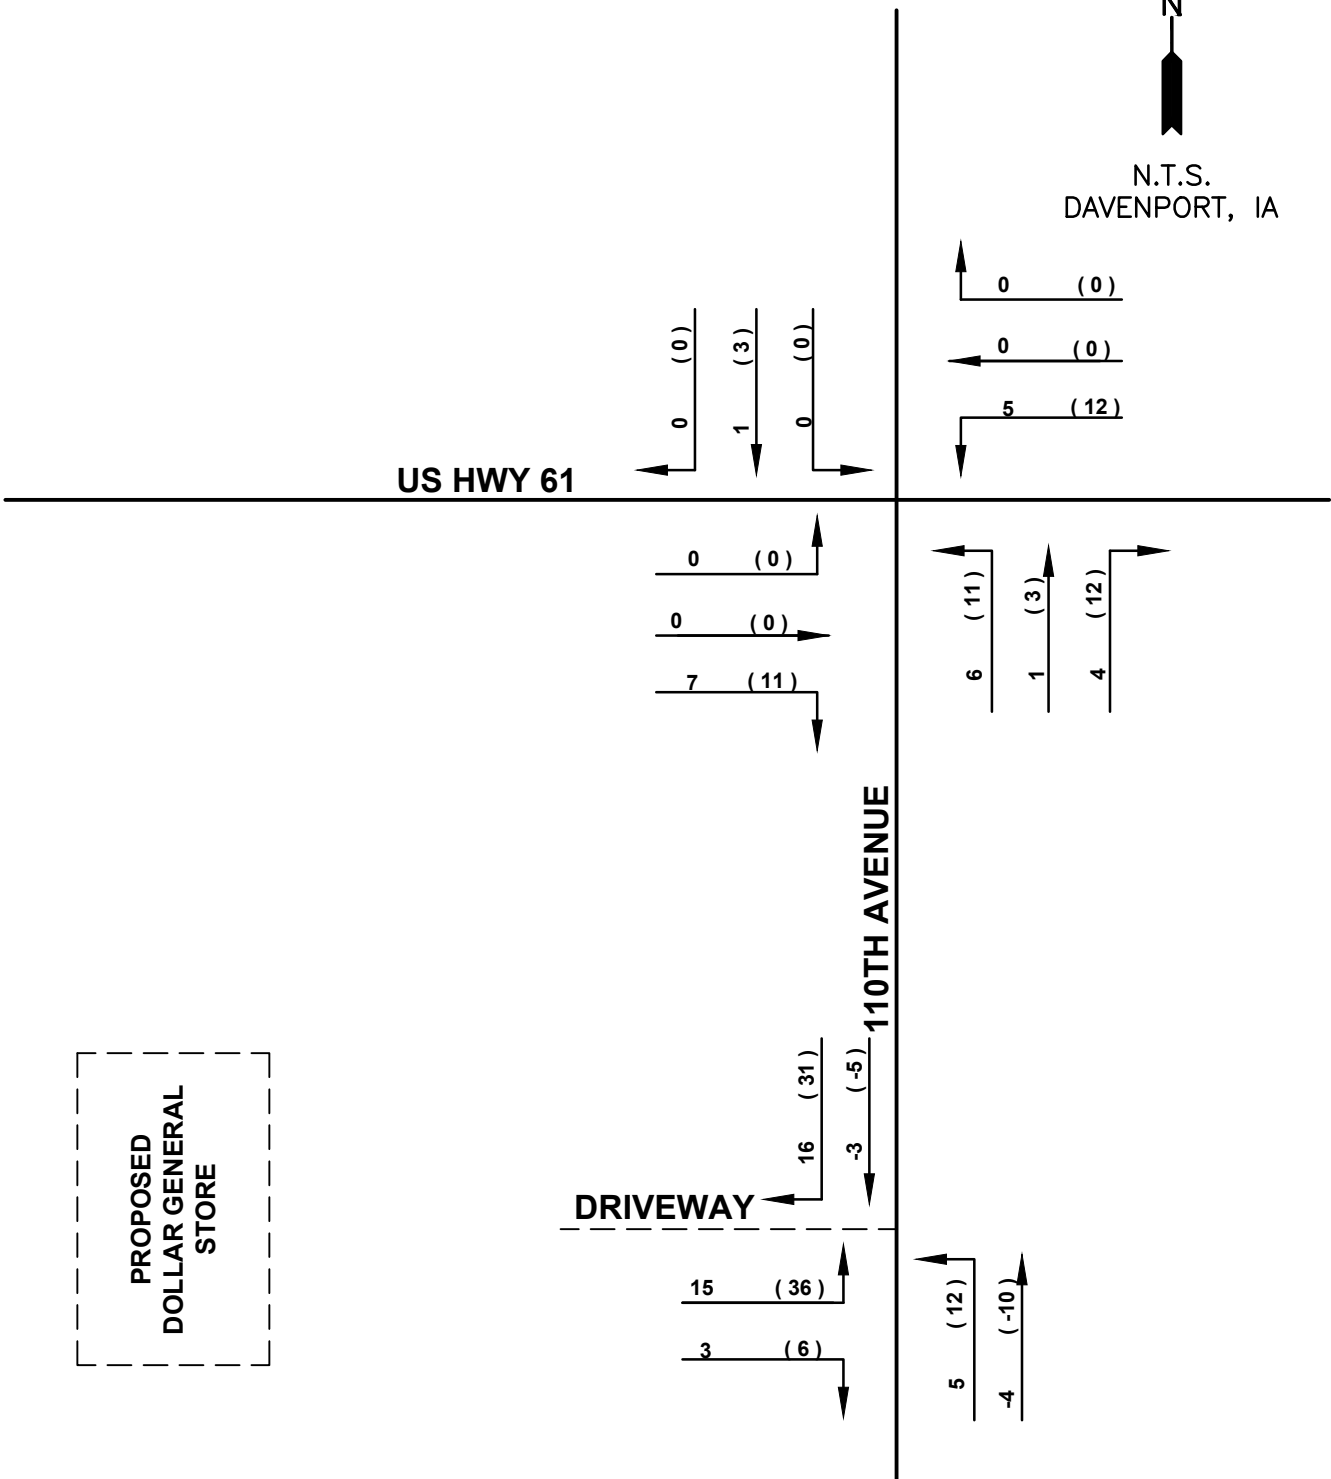 N
N.T.S.
DAVENPORT, IA
0 ( 0 )
0 ( 0 )
5 ( 12 )
0 ( 0 )
1 ( 3 )
0 ( 0 )
US HWY 61
0 ( 0 )
0 ( 0 )
7 ( 11 )
6 ( 11 )
1 ( 3 )
4 ( 12 )
110TH AVENUE
16 ( 31 )
-3 ( -5 )
PROPOSED
DOLLAR GENERAL
STORE
DRIVEWAY
15 ( 36 )
3 ( 6 )
5 ( 12 )
-4 ( -10 )